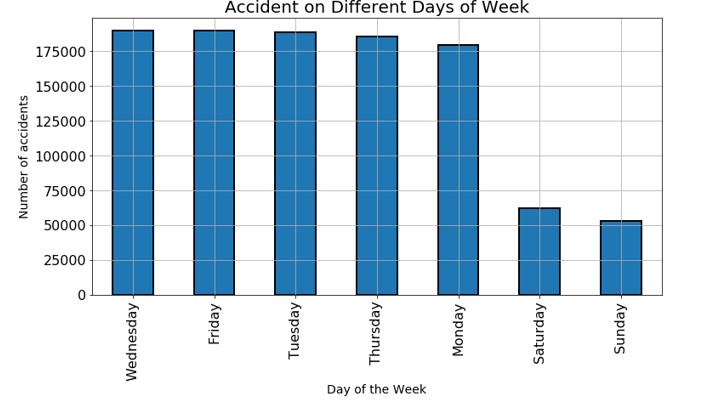 Accident on Different Days of Week
Number of accidents
175000
150000
125000
100000
75000
50000
25000
0
Wednesday
Friday
Tuesday
Thursday
Monday
Saturday
Sunday
Day of the Week